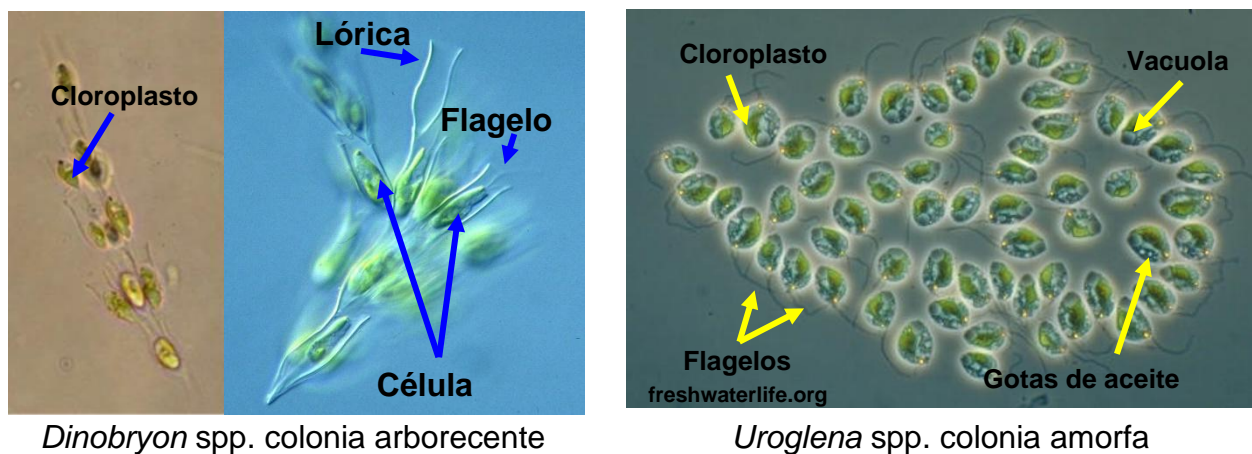 Cloroplasto
Lórica
Flagelo
Célula
Dinobryon spp. colonia arborecente
Cloroplasto
Vacuola
Flagelos
freshwaterlife.org
Gotas de aceite
Uroglena spp. colonia amorfa